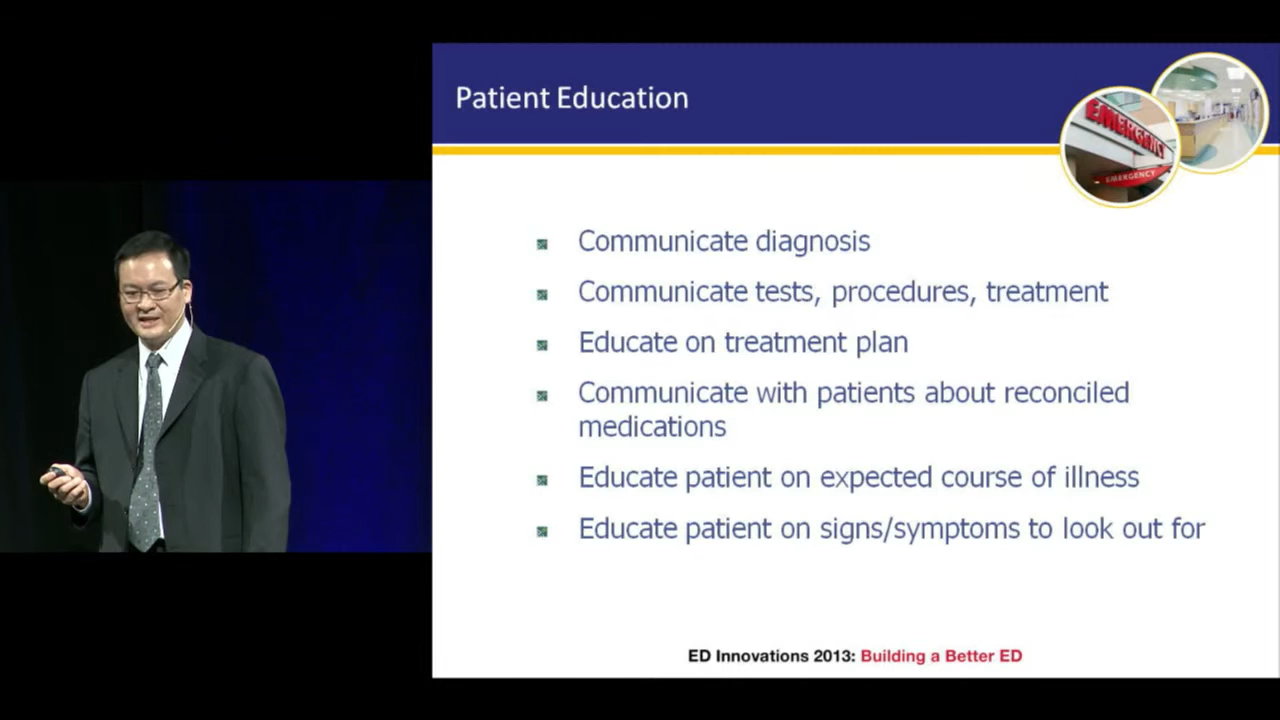 Patient Education
EMERGENCY
EMERGENCY
Communicate diagnosis
Communicate tests, procedures, treatment
Educate on treatment plan
Communicate with patients about reconciled
medications
Educate patient on expected course of illness
Educate patient on signs/symptoms to look out for
ED Innovations 2013: Building a Better ED